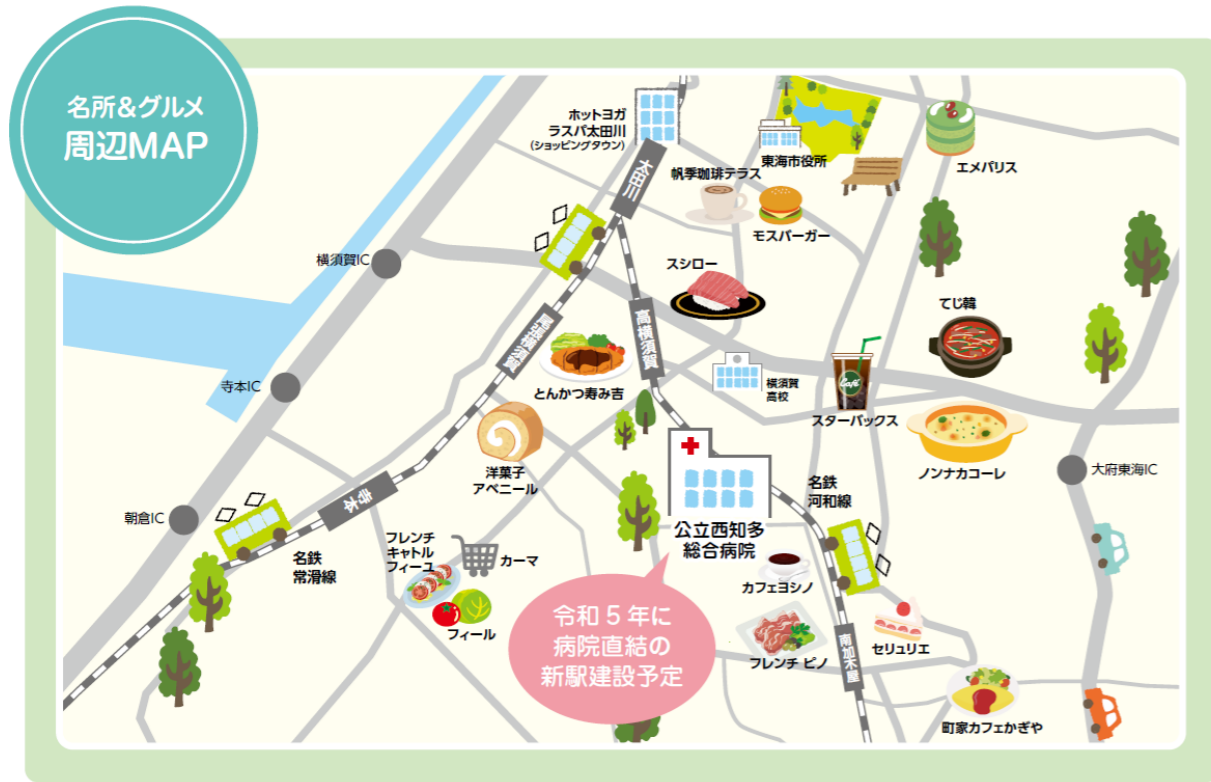 名所&グルメ
周辺MAP
ホットヨガ
ラスパ太田川
(ショッピングタウン)
太田川
東海市役所
エメパリス
帆季珈琲テラス
モスバーガー
横須賀IC
スシロー
尾張横須賀
高横須賀
てじ韓
寺本IC
とんかつ寿み吉
横須賀
高校
Café
スターバックス
洋菓子
アベニール
ノンナカコーレ
大府東海IC
朝倉IC
寺本
名鉄
河和線
公立西知多
総合病院
名鉄
常滑線
フレンチ
キャトル
フィーユ
カーマ
フィール
カフェヨシノ
令和5年に
病院直結の
新駅建設予定
フレンチ ピノ
南加木屋
セリュリエ
町家カフェかぎや